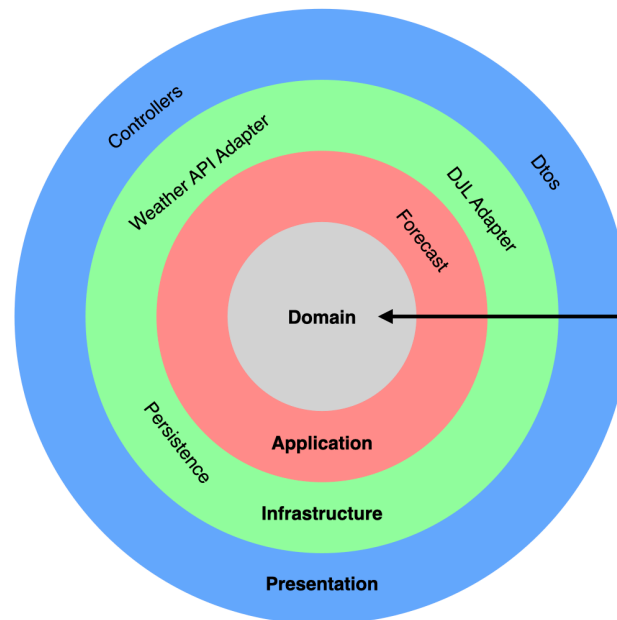 Controllers
Dtos
Weather API Adapter
DJL Adapter
Forecast
Domain
Persistence
Application
Infrastructure
Presentation